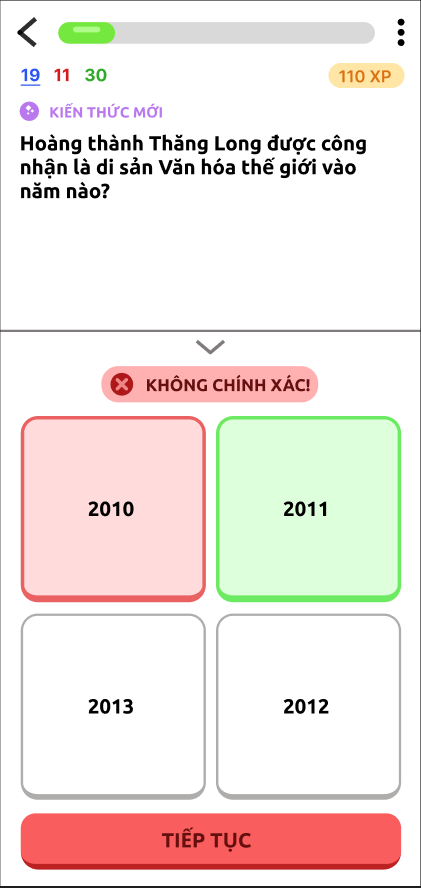 19 11 30
110 XP
KIẾN THỨC MỚI
Hoàng thành Thăng Long được công
nhận là di sản Văn hóa thế giới vào
năm nào?
KHÔNG CHÍNH XÁC!
2010
2011
2013
2012
TIẾP TỤC